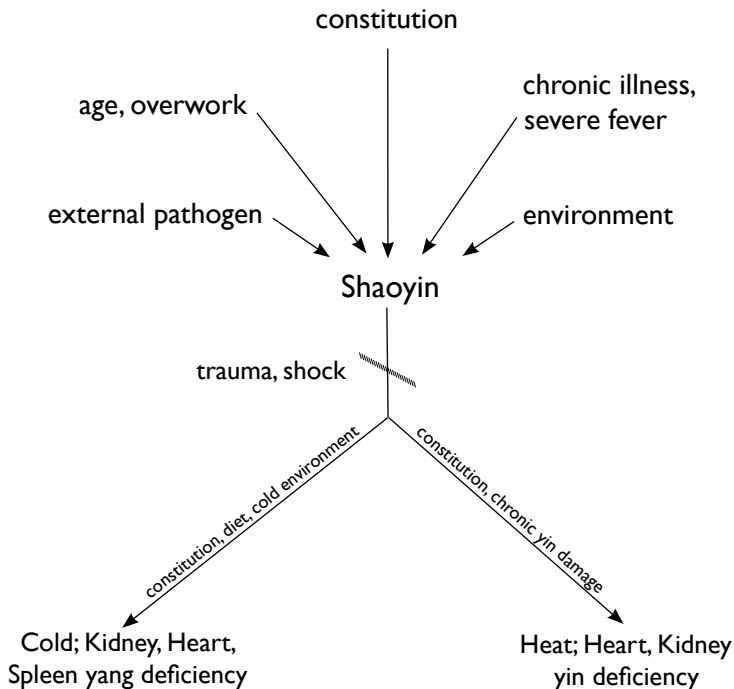 constitution
age, overwork
chronic illness,
severe fever
external pathogen
environment
Shaoyin
trauma, shock
constitution, diet, cold environment
constitution, chronic yin damage
Cold; Kidney, Heart,
Spleen yang deficiency
Heat; Heart, Kidney
yin deficiency